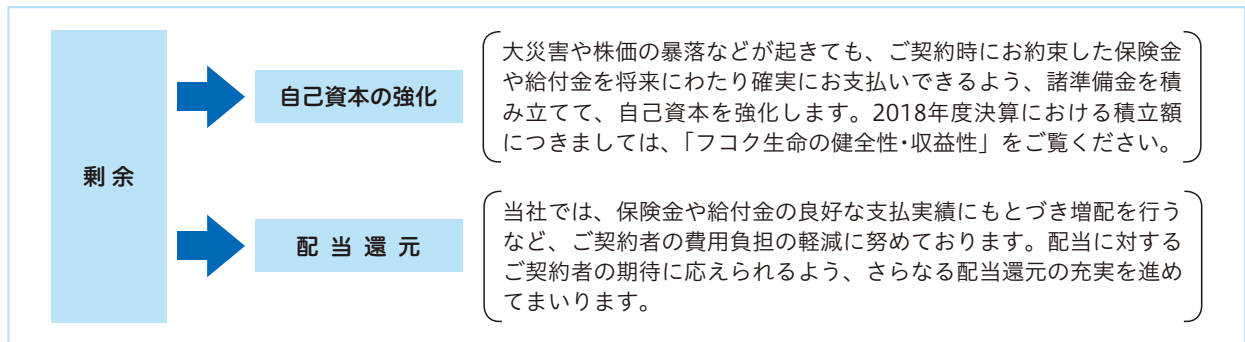 剰余
自己資本の強化
大災害や株価の暴落などが起きても、ご契約時にお約束した保険金
や給付金を将来にわたり確実にお支払いできるよう、諸準備金を積
み立てて、自己資本を強化します。2018年度決算における積立額
につきましては、「フコク生命の健全性・収益性」をご覧ください。
配当還元
当社では、保険金や給付金の良好な支払実績にもとづき増配を行う
など、ご契約者の費用負担の軽減に努めております。配当に対する
ご契約者の期待に応えられるよう、さらなる配当還元の充実を進め
てまいります。